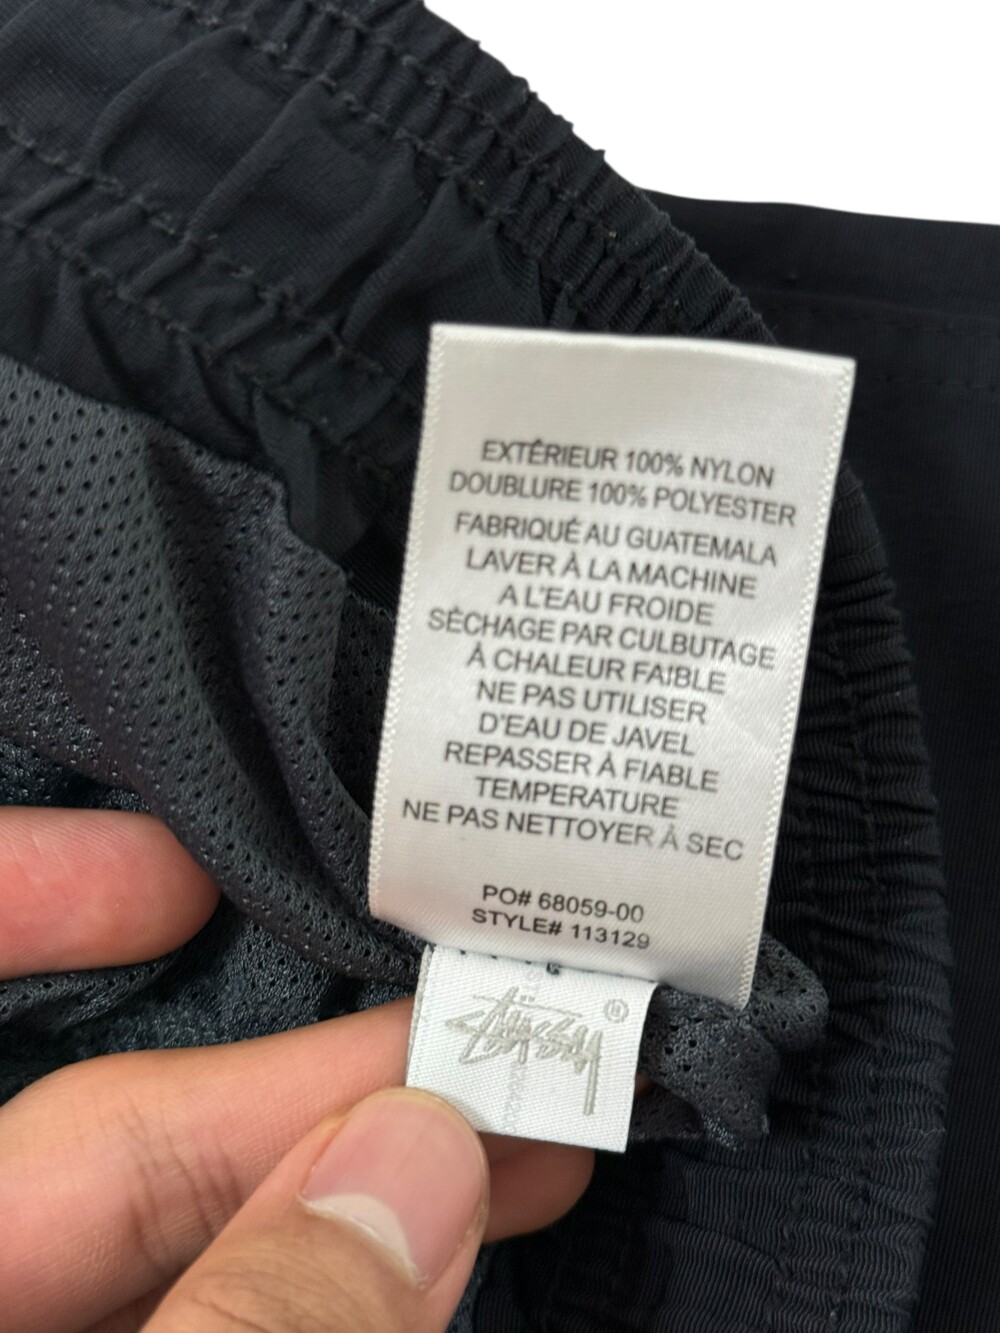 EXTÉRIEUR 100% NYLON
DOUBLURE 100% POLYESTER
FABRIQUÉ AU GUATEMALA
LAVER À LA MACHINE
A L'EAU FROIDE
SÉCHAGE PAR CULBUTAGE
À CHALEUR FAIBLE
NE PAS UTILISER
D'EAU DE JAVEL
REPASSER À FIABLE
TEMPERATURE
NE PAS NETTOYER À SEC
PO# 68059-00
STYLE# 113129
STÜSSY ®